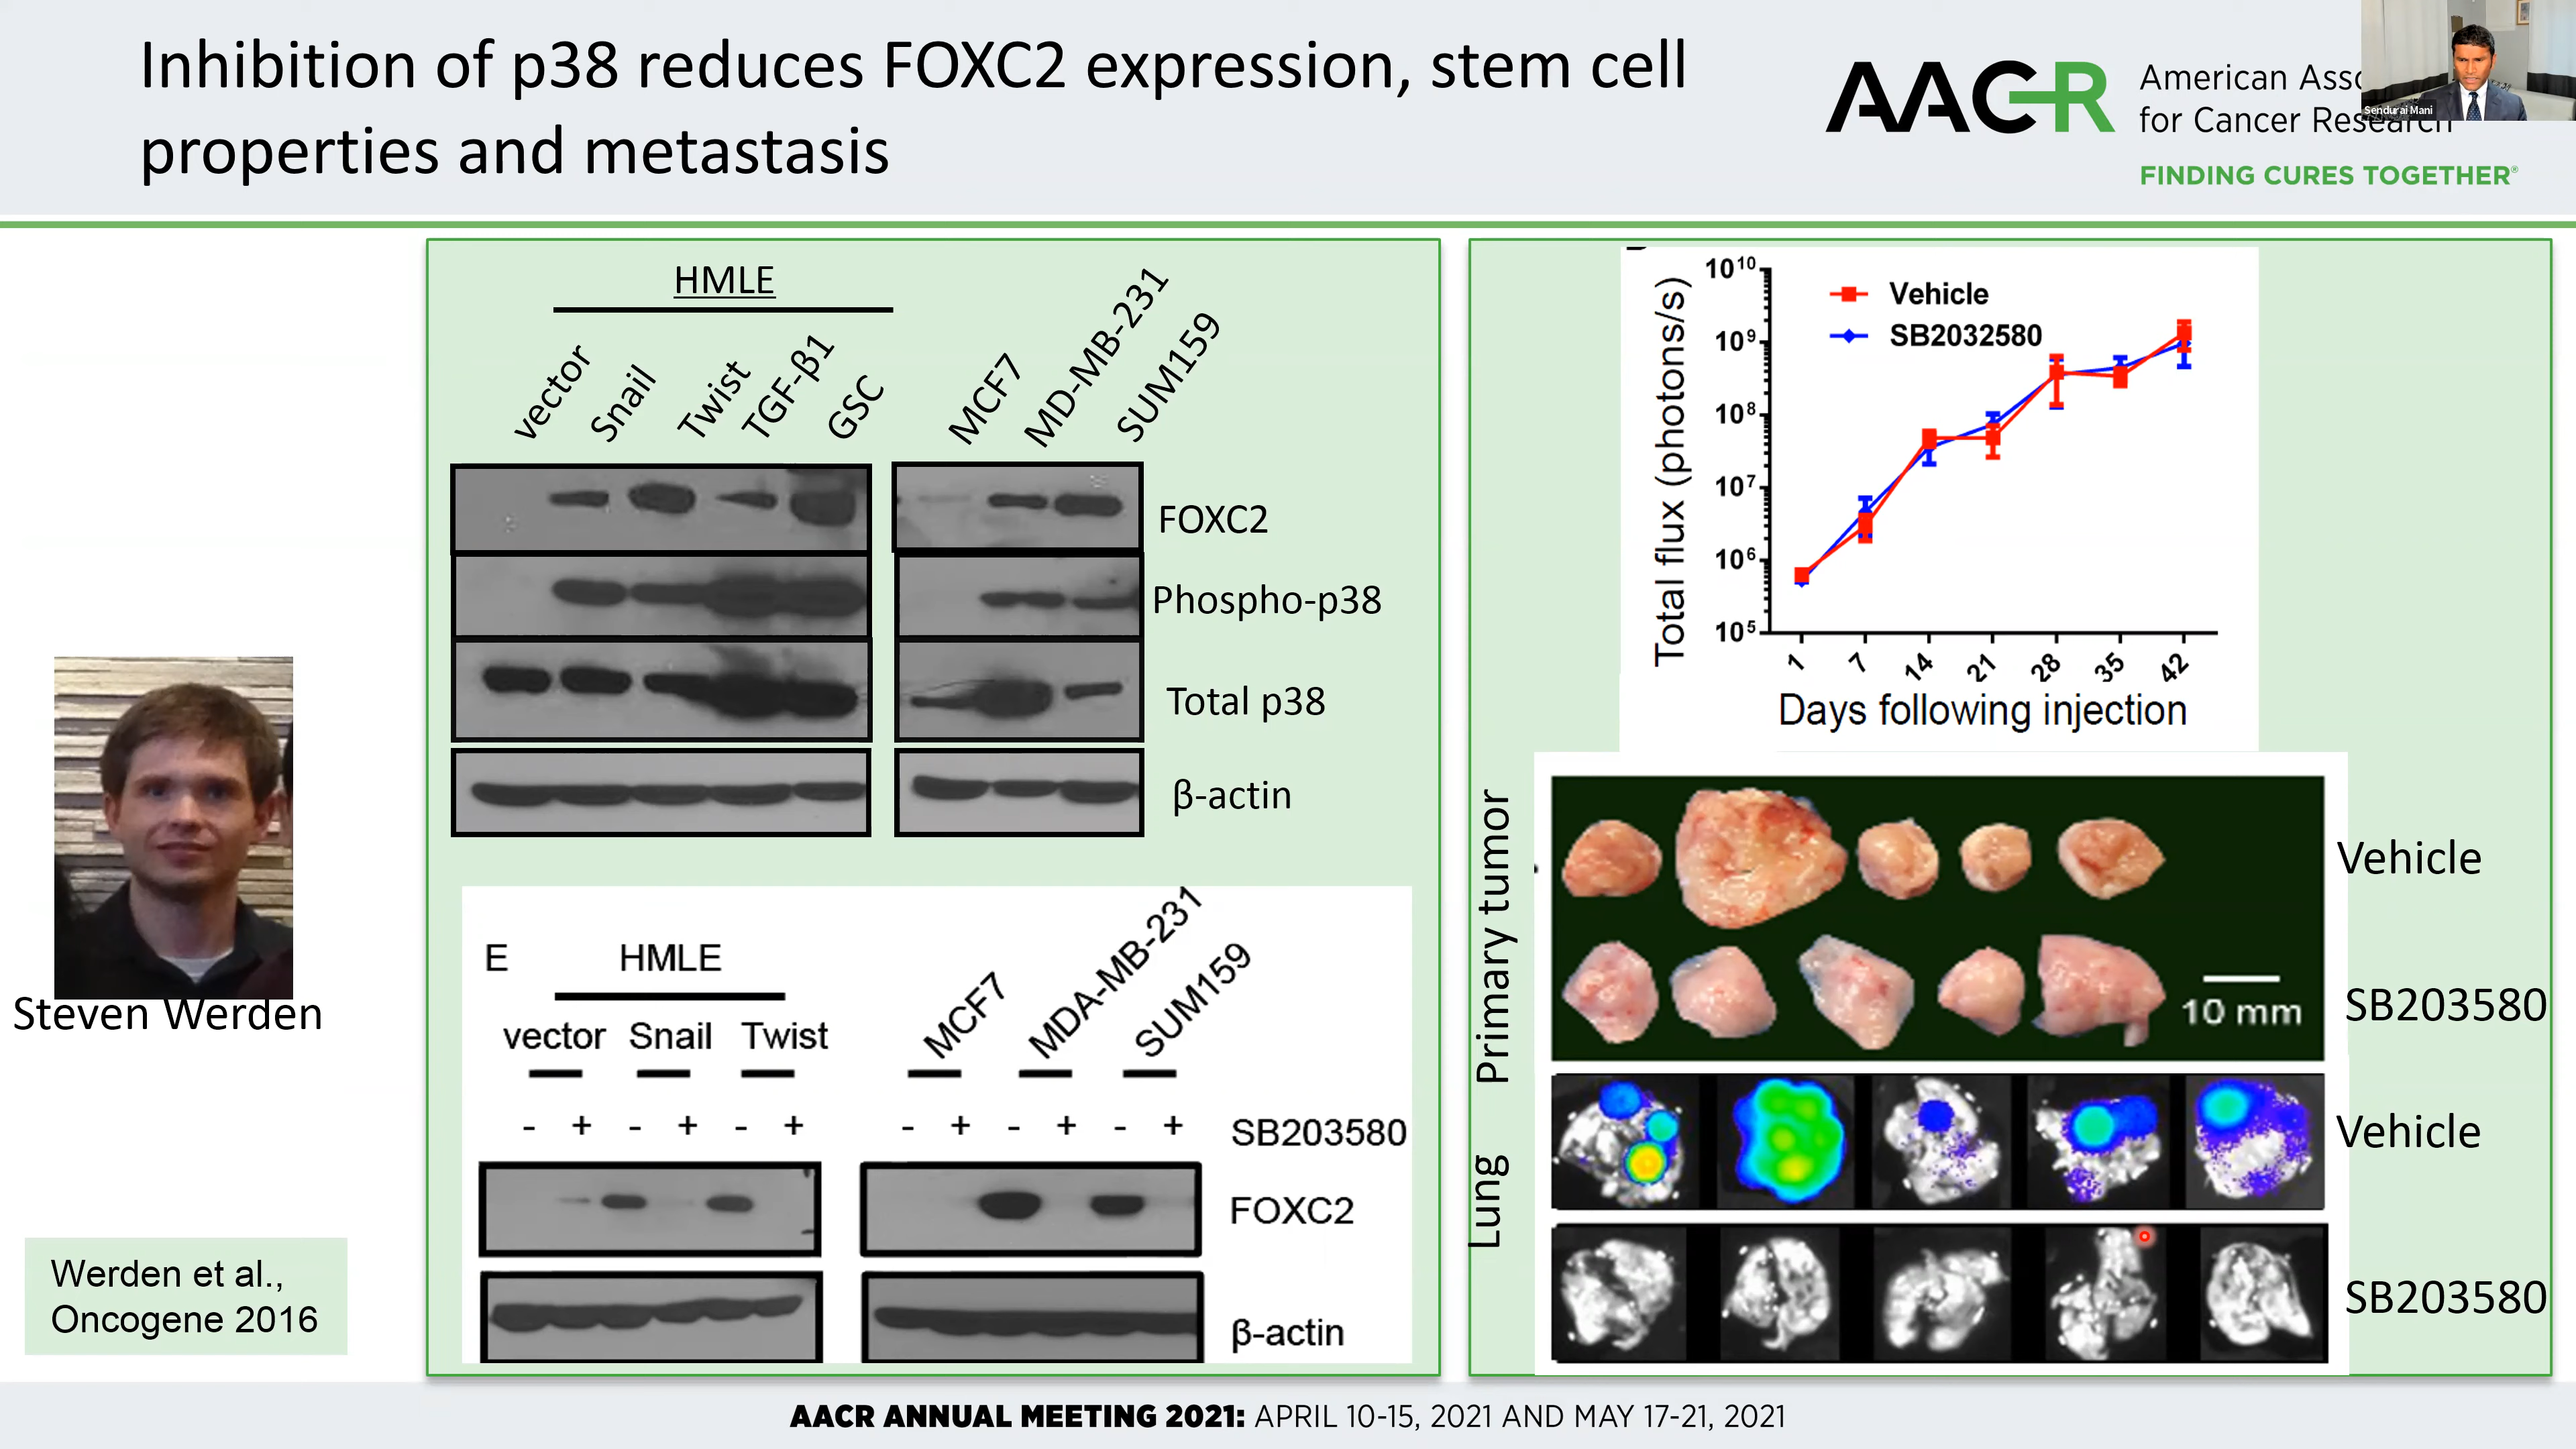 Inhibition of p38 reduces FOXC2 expression, stem cell
properties and metastasis
AACR
American Asso
for Cancer Research
FINDING CURES TOGETHER®
Sendurai Mani
HMLE
vector
Snail
Twist
TGF-β1
GSC
MCF7
MD-MB-231
SUM159
FOXC2
Phospho-p38
Total p38
β-actin
E
HMLE
vector Snail Twist
MCF7
MDA-MB-231
SUM159
- + - + - + - + - + - + SB203580
FOXC2
β-actin
Steven Werden
Werden et al.,
Oncogene 2016
Total flux (photons/s)
10¹⁰
10⁹
10⁸
10⁷
10⁶
10⁵
Vehicle
SB2032580
1 7 14 21 28 35 42
Days following injection
Primary tumor
Vehicle
SB203580
10 mm
Lung
Vehicle
SB203580
AACR ANNUAL MEETING 2021: APRIL 10-15, 2021 AND MAY 17-21, 2021